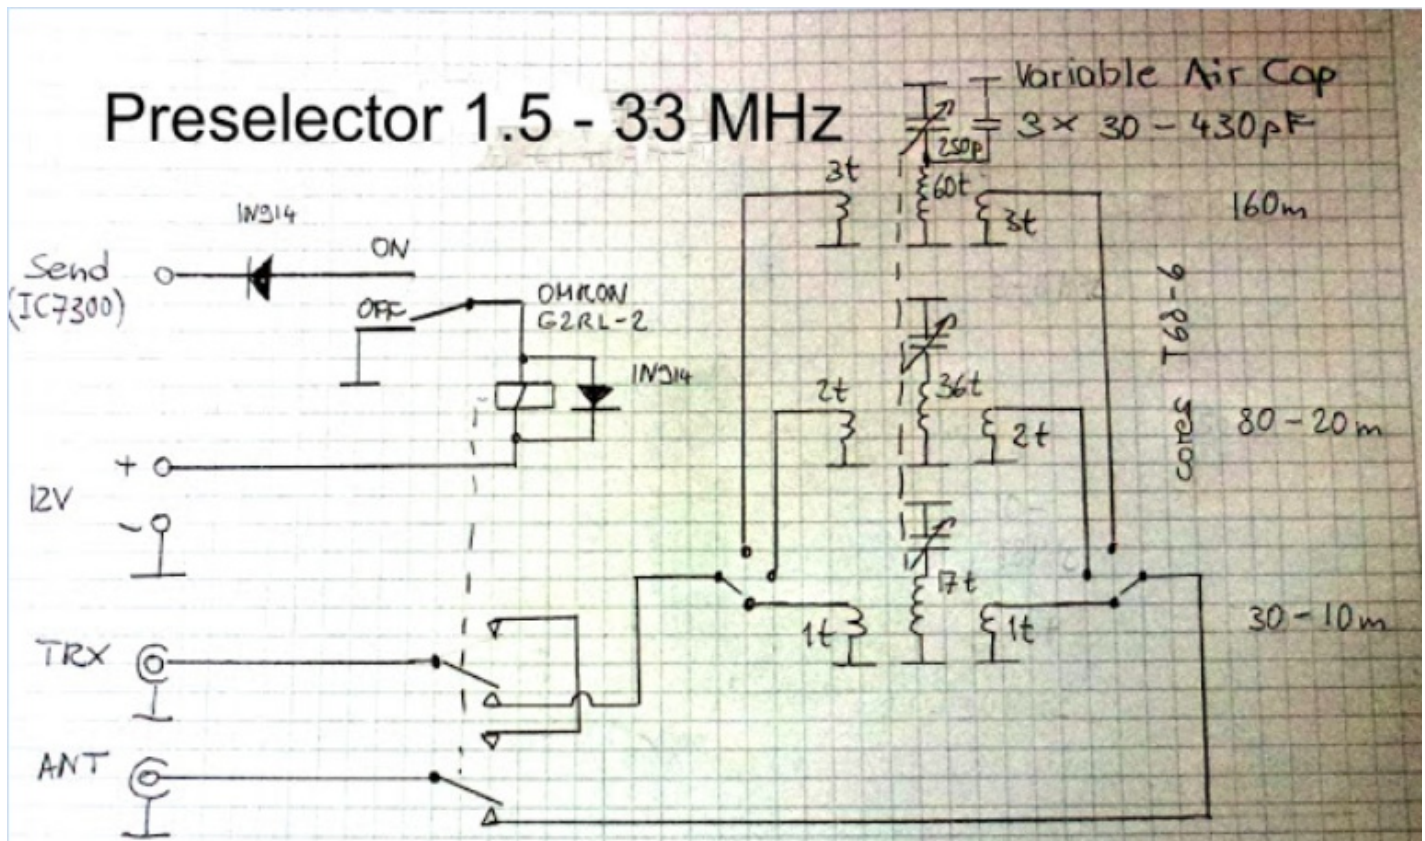 Preselector 1.5 - 33 MHz
Variable Air Cap
3 x 30 - 430pF
250p
3t
60t
3t
160m
1N914
ON
Send
(IC7300)
OFF
OMRON
G2RL-2
1N914
T68-6
cores
2t
36t
2t
80-20m
+
12V
-
17t
1t
1t
30-10m
TRX
ANT